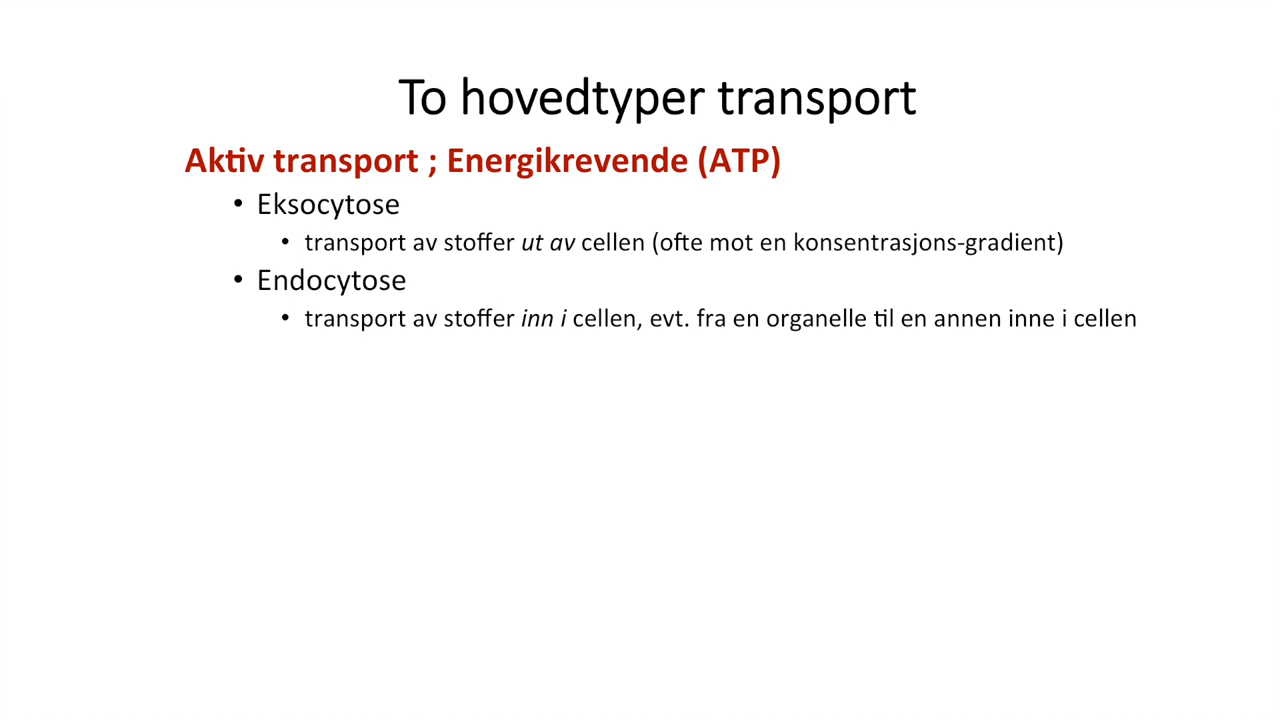 To hovedtyper transport
Aktiv transport ; Energikrevende (ATP)
• Eksocytose
• transport av stoffer ut av cellen (ofte mot en konsentrasjons-gradient)
• Endocytose
• transport av stoffer inn i cellen, evt. fra en organelle til en annen inne i cellen